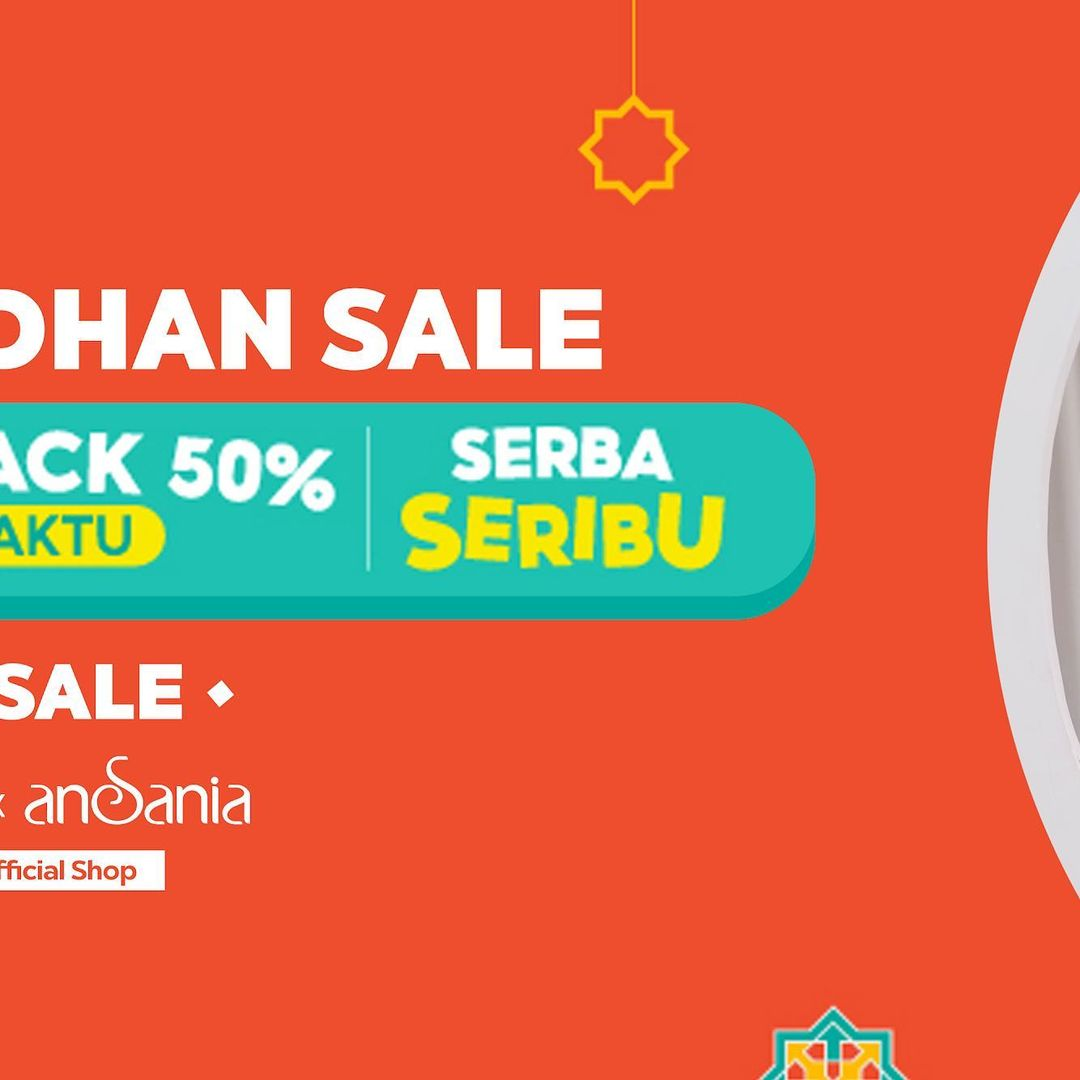 DHAN SALE
ACK 50%
AKTU
SERBA
SERIBU
SALE
x anSania
fficial Shop